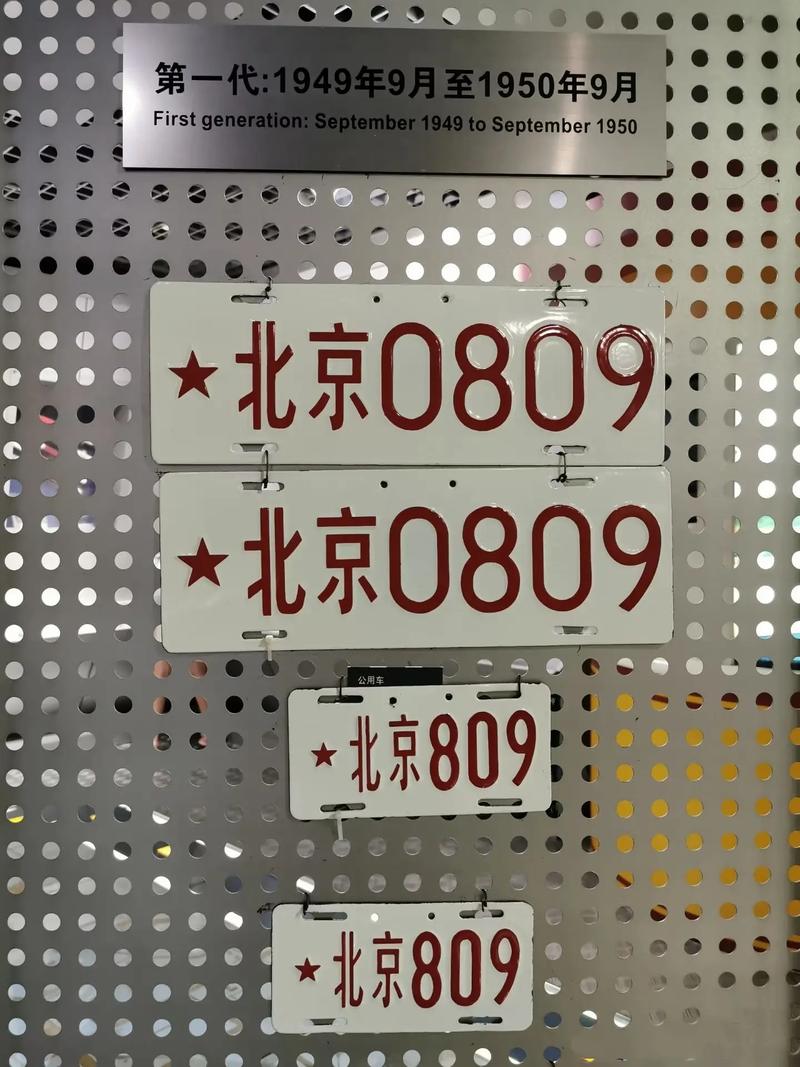 第一代:1949年9月至1950年9月
First generation: September 1949 to September 1950
★北京0809
★北京0809
公用车
★北京809
★北京809